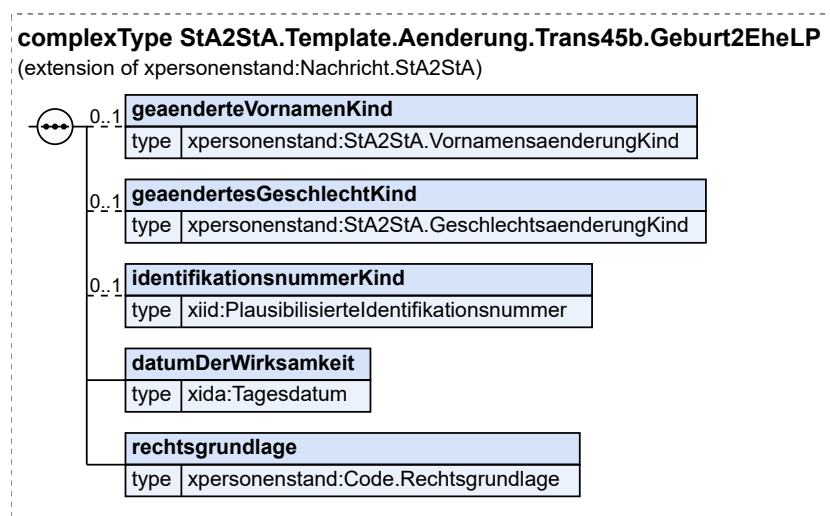 complexType StA2StA.Template.Aenderung.Trans45b.Geburt2EheLP
(extension of xpersonenstand:Nachricht.StA2StA)
0..1
geaenderteVornamenKind
type xpersonenstand:StA2StA.VornamensaenderungKind
0..1
geaendertesGeschlechtKind
type xpersonenstand:StA2StA.GeschlechtsaenderungKind
0..1
identifikationsnummerKind
type xiid:PlausibilisierteIdentifikationsnummer
datumDerWirksamkeit
type xida:Tagesdatum
rechtsgrundlage
type xpersonenstand:Code.Rechtsgrundlage